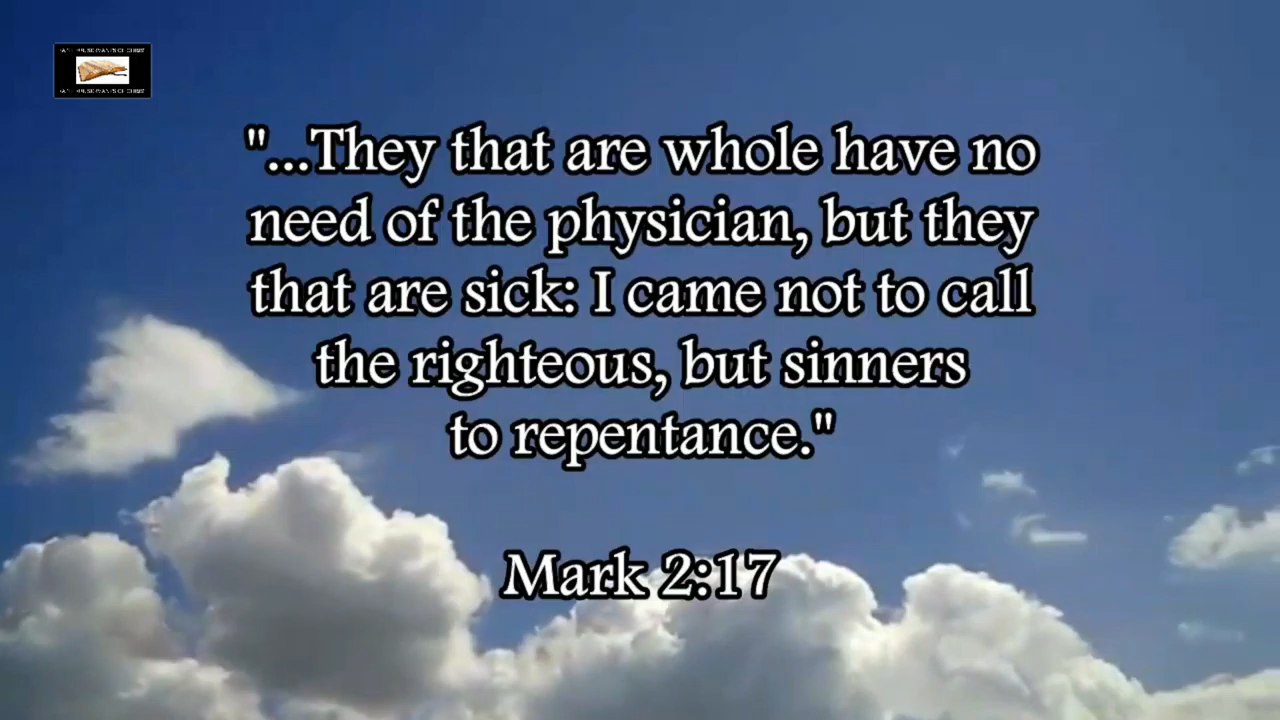 "...They that are whole have no
need of the physician, but they
that are sick: I came not to call
the righteous, but sinners
to repentance."
Mark 2:17